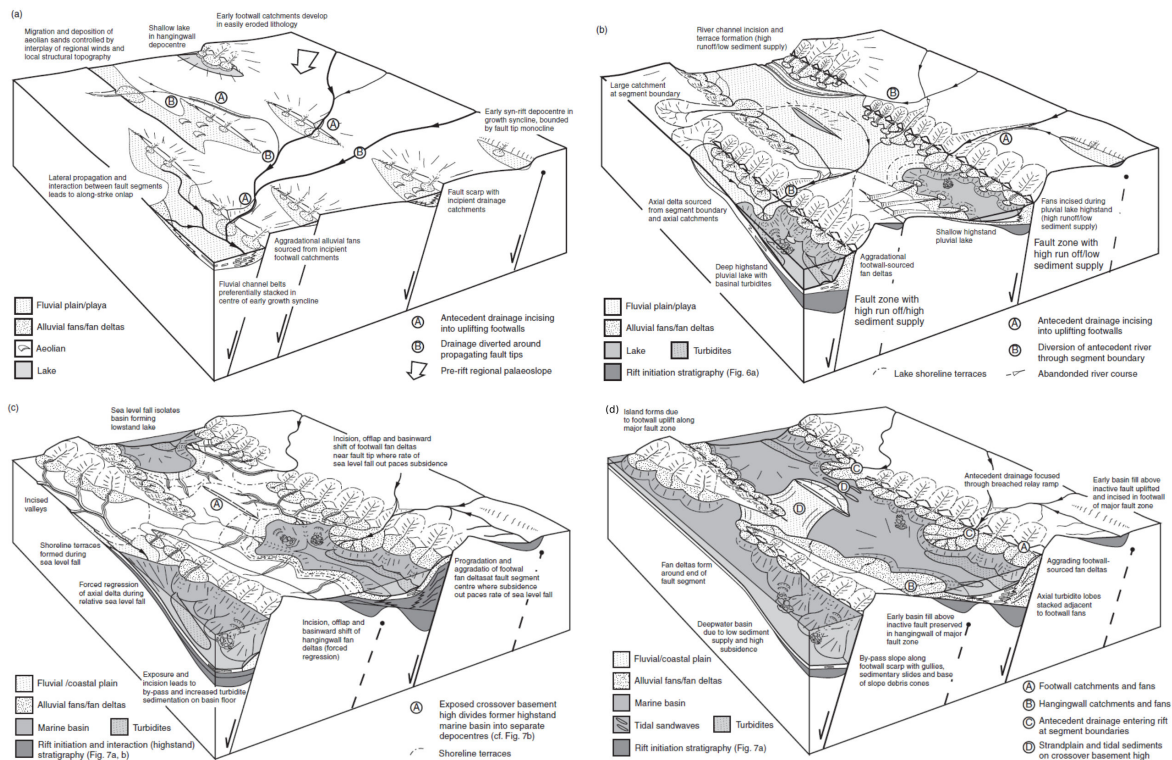 (a)
Migration and deposition of
aeolian sands controlled by
interplay of regional winds and
local structural topography
Shallow lake
in hangingwall
depocentre
Early footwall catchments develop
in easily eroded lithology
B
A
A
Early syn-rift depocentre in
growth syncline, bounded
by fault tip monocline
B
B
Lateral propagation and
interaction between fault segments
leads to along-strike onlap
A
Fault scarp with
incipient drainage
catchments
Aggradational alluvial fans
sourced from incipient
footwall catchments
Fluvial channel belts
preferentially stacked in
centre of early growth syncline
Fluvial plain/playa
Alluvial fans/fan deltas
Aeolian
Lake
A Antecedent drainage incising
into uplifting footwalls
B Drainage diverted around
propagating fault tips
Pre-rift regional palaeoslope
(b)
River channel incision and
terrace formation (high
runoff/low sediment supply)
Large catchment
at segment boundary
B
A
B
Axial delta sourced
from segment boundary
and axial catchments
Shallow highstand
pluvial lake
Fans incised during
pluvial lake highstand
(high runoff/low
sediment supply)
Fault zone with
high run off/low
sediment supply
Deep highstand
pluvial lake with
basinal turbidites
Aggradational
footwall-sourced
fan deltas
Fault zone with
high run off/high
sediment supply
Fluvial plain/playa
Alluvial fans/fan deltas
Lake
Turbidites
Rift initiation stratigraphy (Fig. 6a)
Lake shoreline terraces
A Antecedent drainage incising
into uplifting footwalls
B Diversion of antecedent river
through segment boundary
Abandonded river course
(c)
Sea level fall isolates
basin forming
lowstand lake
Incision, offlap and basinward
shift of footwall fan deltas
near fault tip where rate of
sea level fall out paces subsidence
Incised
valleys
A
Shoreline terraces
formed during
sea level fall
Forced regression
of axial delta during
relative sea level fall
Progradation and
aggradatio of footwal
fan deltasat fault segment
centre where subsidence
out paces rate of sea level fall
Incision, offlap and
basinward shift of
hangingwall fan
deltas (forced
regression)
Exposure and
incision leads to
by-pass and increased turbidite
sedimentation on basin floor
Fluvial /coastal plain
Alluvial fans/fan deltas
Marine basin
Turbidites
Rift initiation and interaction (highstand)
stratigraphy (Fig. 7a, b)
A Exposed crossover basement
high divides former highstand
marine basin into separate
depocentres (cf. Fig. 7b)
Shoreline terraces
(d)
Island forms due
to footwall uplift along
major fault zone
C
D
Antecedent drainage focused
through breached relay ramp
Early basin fill above
inactive fault uplifted
and incised in footwall
of major fault zone
D
C
A
Fan deltas form
around end of
fault segment
B
Aggrading footwall-
sourced fan deltas
Axial turbidite lobes
stacked adjacent
to footwall fans
Deepwater basin
due to low sediment
supply and high
subsidence
Early basin fill above
inactive fault preserved
in hangingwall of major
fault zone
By-pass slope along
footwall scarp with gullies,
sedimentary slides and base
of slope debris cones
Fluvial/coastal plain
Alluvial fans/fan deltas
Marine basin
Tidal sandwaves
Turbidites
Rift initiation stratigraphy (Fig. 7a)
A Footwall catchments and fans
B Hangingwall catchments and fans
C Antecedent drainage entering rift
at segment boundaries
D Strandplain and tidal sediments
on crossover basement high